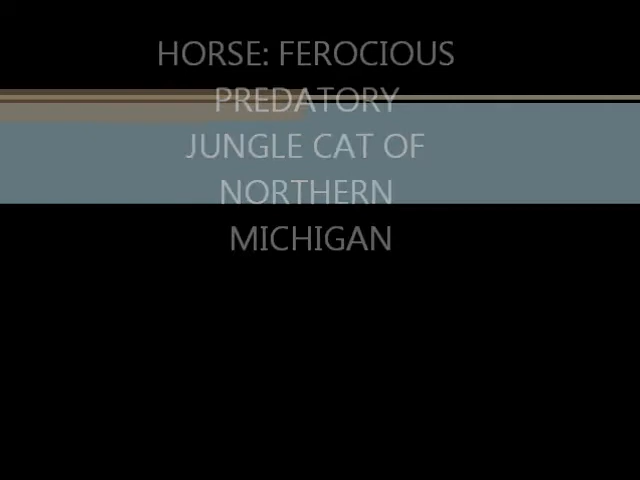 HORSE: FEROCIOUS
PREDATORY
JUNGLE CAT OF
NORTHERN
MICHIGAN